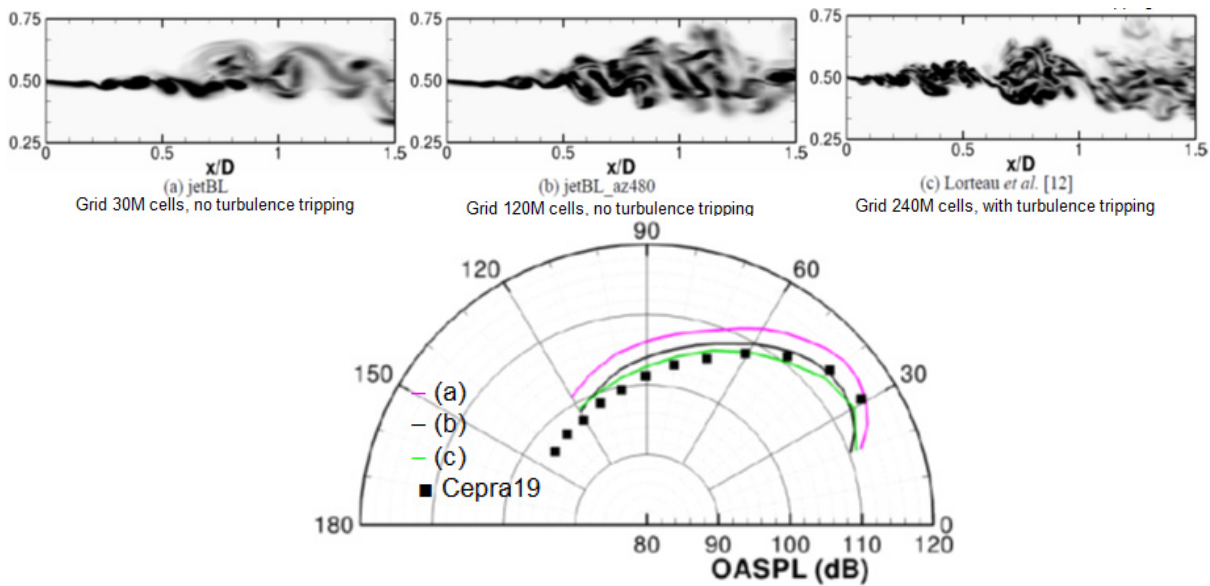 0.75
0.50
0.25
0 0.5 1 1.5
x/D
(a) jetBL
Grid 30M cells, no turbulence tripping
0.75
0.50
0.25
0 0.5 1 1.5
x/D
(b) jetBL_az480
Grid 120M cells, no turbulence tripping
0.75
0.50
0.25
0 0.5 1 1.5
x/D
(c) Lorteau et al. [12]
Grid 240M cells, with turbulence tripping
90
120 60
150 30
180 0
(a)
(b)
(c)
Cepra19
80 90 100 110 120
OASPL (dB)